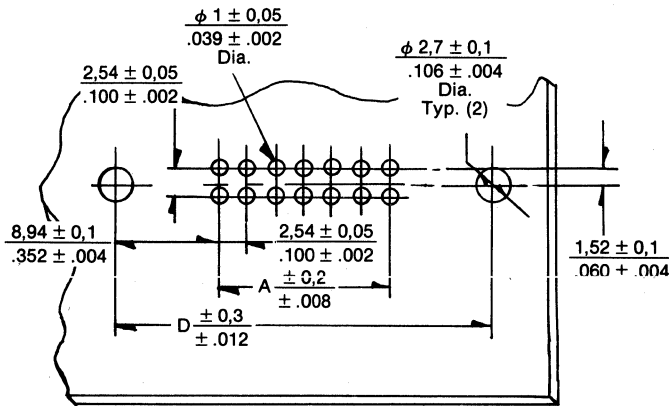 ϕ 1 ± 0,05
.039 ± .002
Dia.
ϕ 2,7 ± 0,1
.106 ± .004
Dia.
Typ. (2)
2,54 ± 0,05
.100 ± .002
8,94 ± 0,1
.352 ± .004
2,54 ± 0,05
.100 ± .002
1,52 ± 0,1
.060 ± .004
A ± 0,2
± .008
D ± 0,3
± .012